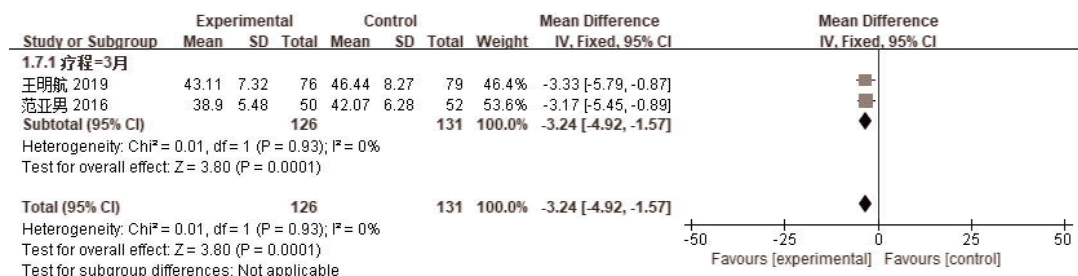 Experimental Control Mean Difference Mean Difference
Study or Subgroup Mean SD Total Mean SD Total Weight IV, Fixed, 95% CI IV, Fixed, 95% CI
1.7.1 疗程=3月
王明航 2019 43.11 7.32 76 46.44 8.27 79 46.4% -3.33 [-5.79, -0.87]
范亚男 2016 38.9 5.48 50 42.07 6.28 52 53.6% -3.17 [-5.45, -0.89]
Subtotal (95% CI) 126 131 100.0% -3.24 [-4.92, -1.57]
Heterogeneity: Chi² = 0.01, df = 1 (P = 0.93); I² = 0%
Test for overall effect: Z = 3.80 (P = 0.0001)
Total (95% CI) 126 131 100.0% -3.24 [-4.92, -1.57]
Heterogeneity: Chi² = 0.01, df = 1 (P = 0.93); I² = 0%
Test for overall effect: Z = 3.80 (P = 0.0001)
Test for subgroup differences: Not applicable
-50 -25 0 25 50
Favours [experimental] Favours [control]